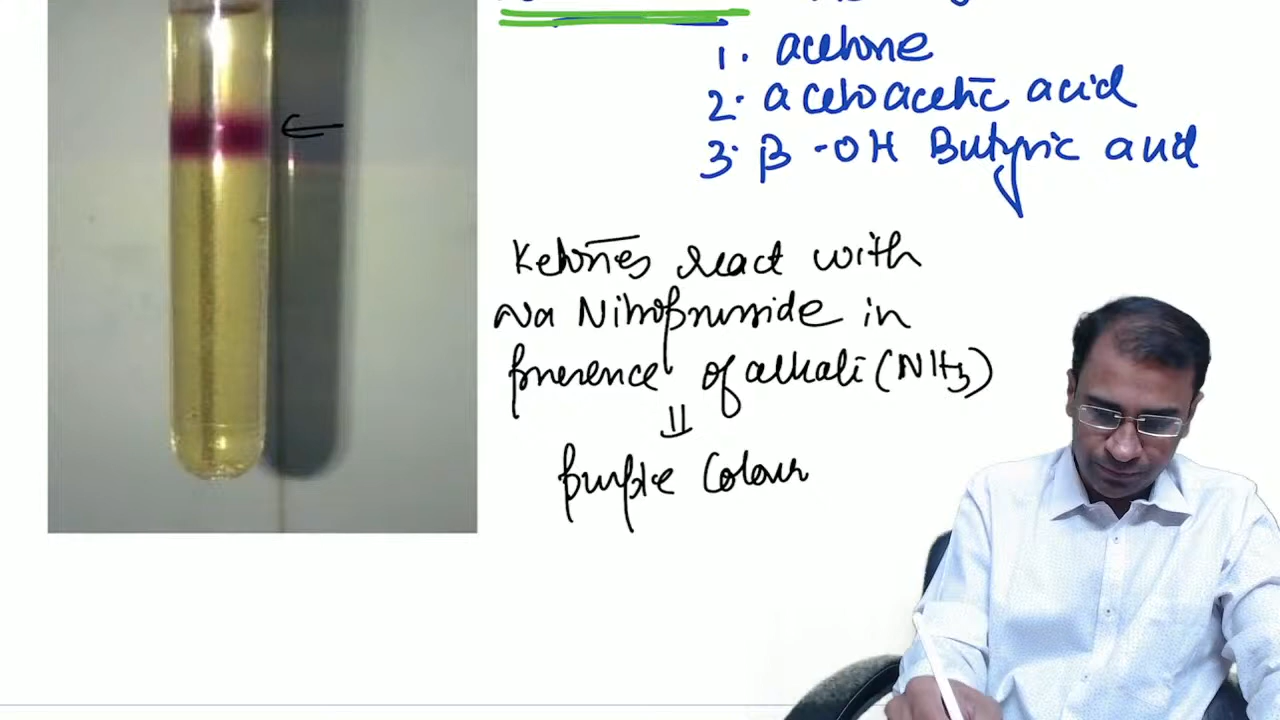 1. acetone
2. acetoacetic acid
3. β -OH Butyric acid
Ketones react with
Na Nitroprusside in
presence of alkali (NH3)
purple Colour